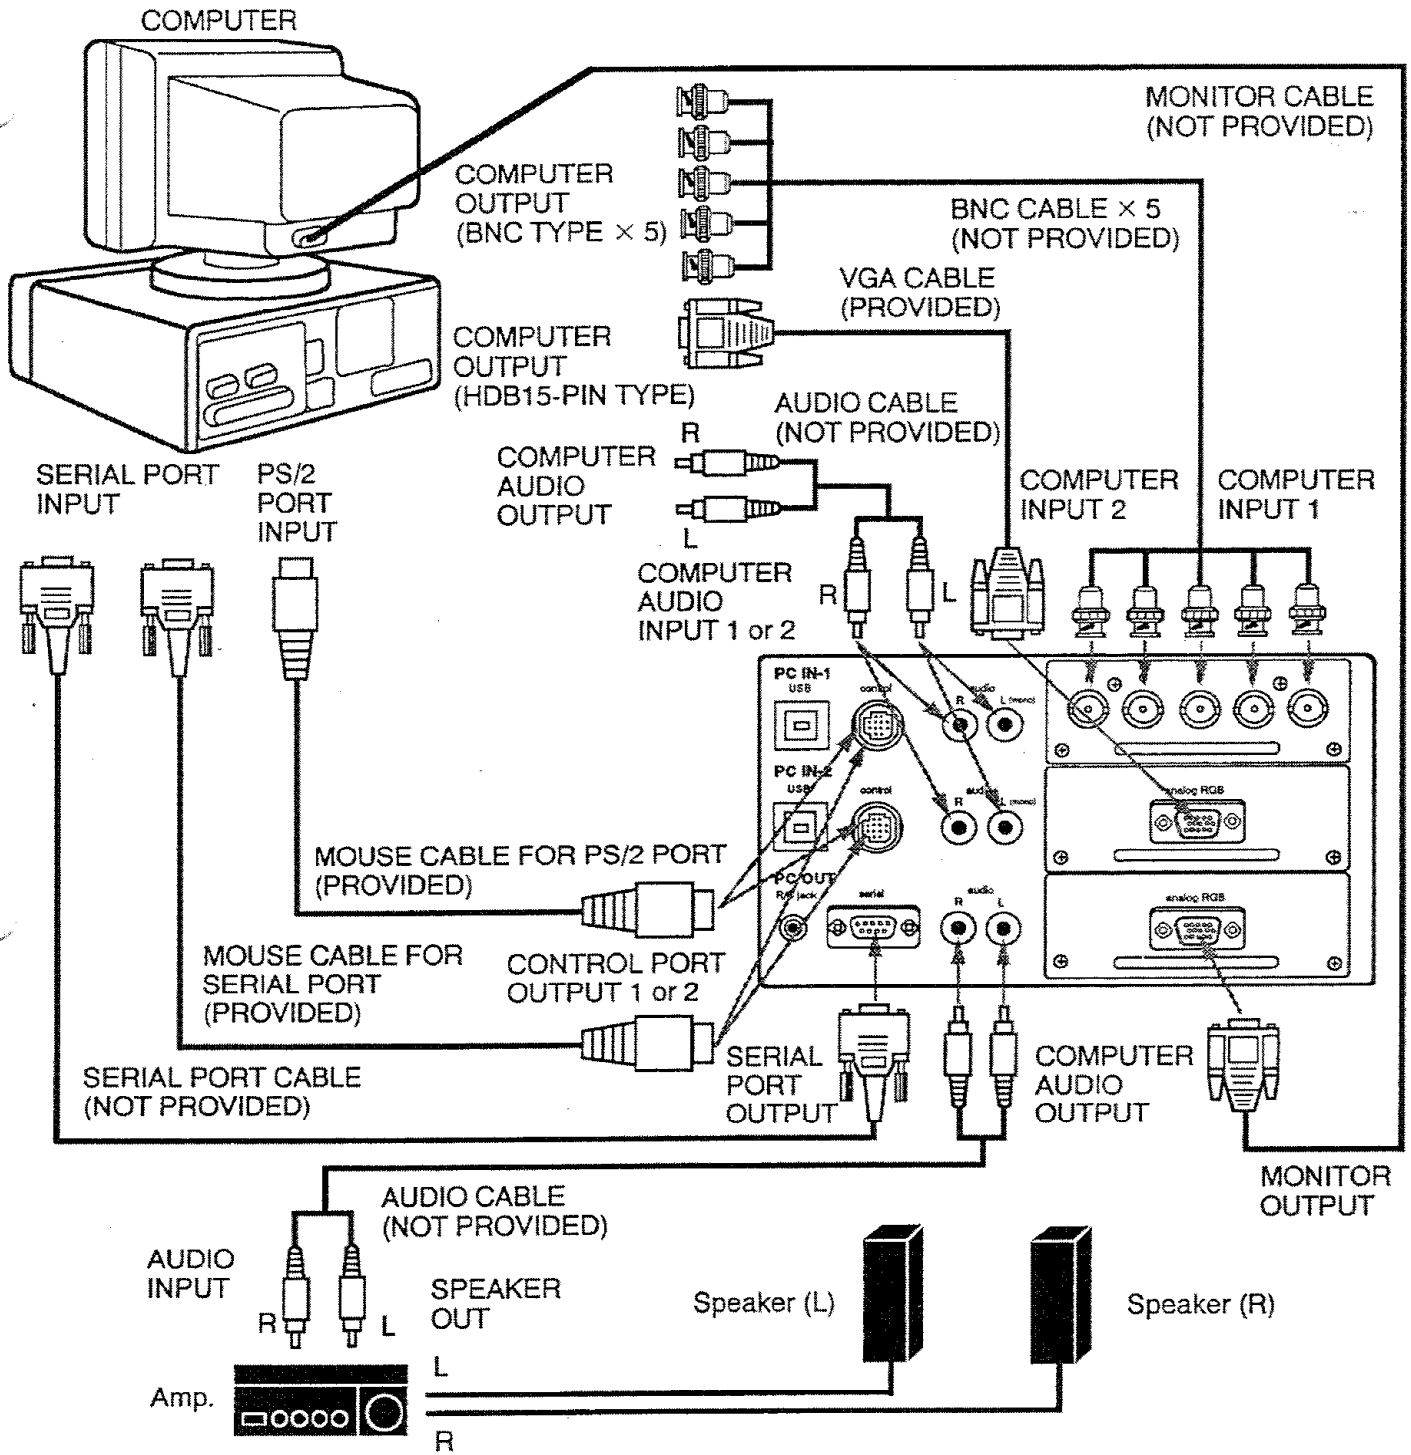 COMPUTER
MONITOR CABLE
(NOT PROVIDED)
COMPUTER
OUTPUT
(BNC TYPE × 5)
BNC CABLE × 5
(NOT PROVIDED)
VGA CABLE
(PROVIDED)
COMPUTER
OUTPUT
(HDB15-PIN TYPE)
AUDIO CABLE
(NOT PROVIDED)
R
COMPUTER
AUDIO
OUTPUT
L
SERIAL PORT
INPUT
PS/2
PORT
INPUT
COMPUTER
INPUT 2
COMPUTER
INPUT 1
COMPUTER
AUDIO
INPUT 1 or 2
R
L
PC IN-1
USB
control
audio
R
L (mono)
PC IN-2
USB
control
audio
R
L (mono)
analog RGB
PC OUT
R/C jack
serial
audio
R
L
analog RGB
MOUSE CABLE FOR PS/2 PORT
(PROVIDED)
MOUSE CABLE FOR
SERIAL PORT
(PROVIDED)
CONTROL PORT
OUTPUT 1 or 2
SERIAL PORT CABLE
(NOT PROVIDED)
SERIAL
PORT
OUTPUT
COMPUTER
AUDIO
OUTPUT
MONITOR
OUTPUT
AUDIO CABLE
(NOT PROVIDED)
AUDIO
INPUT
R
L
SPEAKER
OUT
Speaker (L)
Speaker (R)
Amp.
L
R